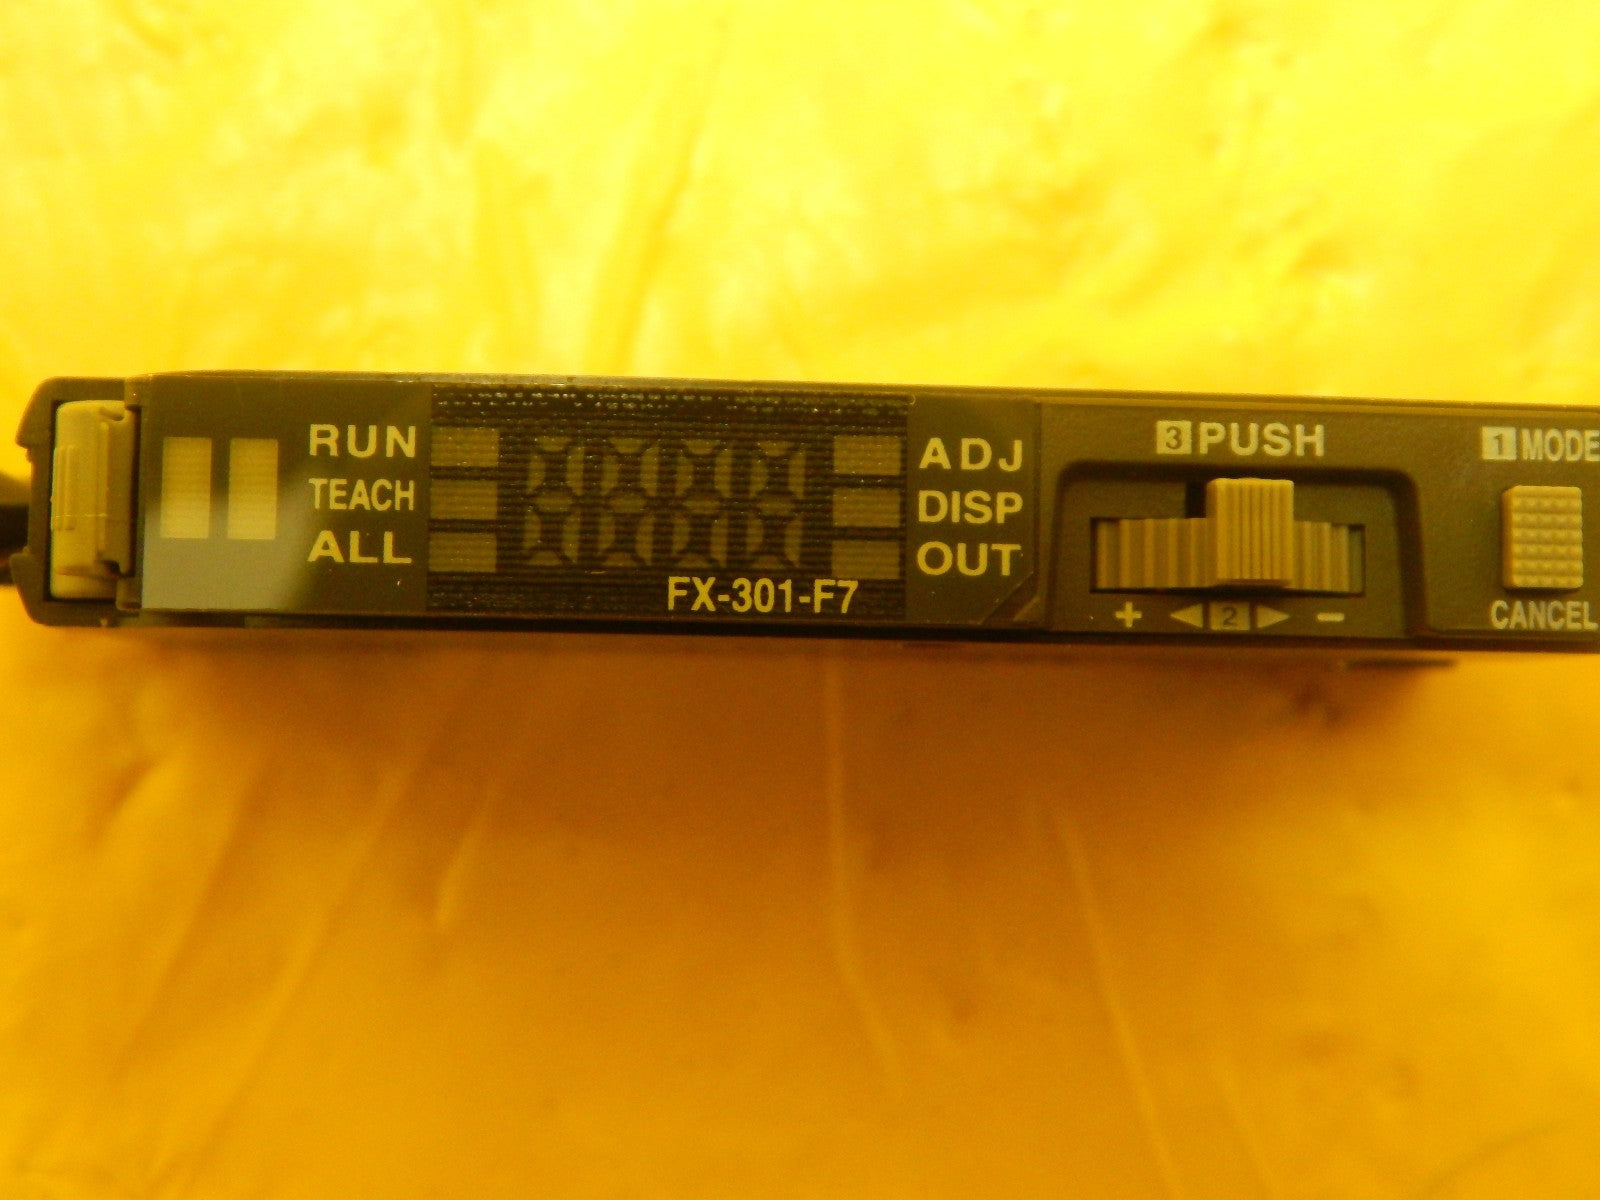 RUN
TEACH
ALL
ADJ
DISP
OUT
FX-301-F7
3 PUSH
+ ◀ 2 ▶ −
1 MODE
CANCEL